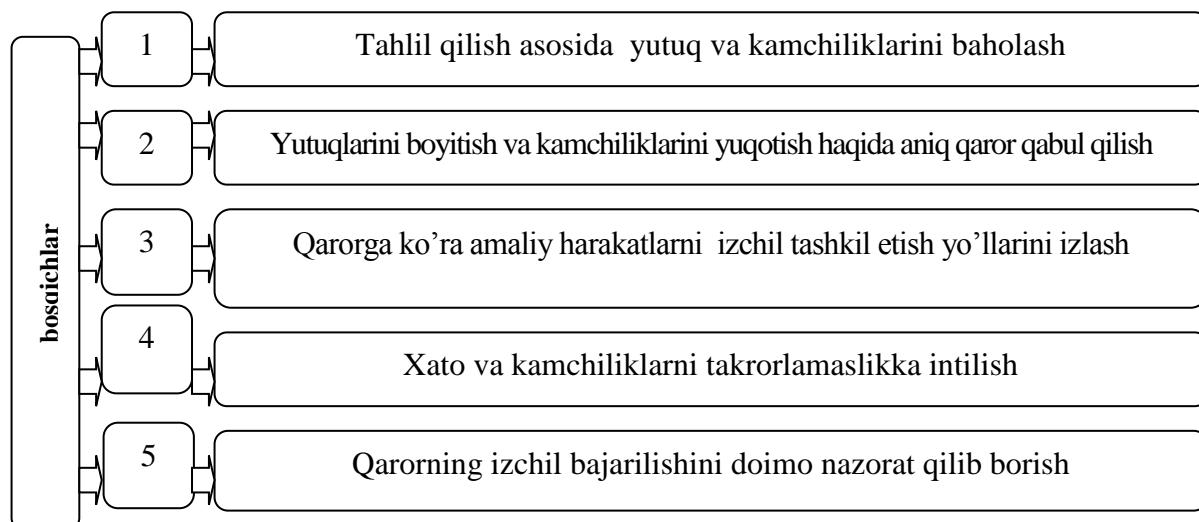 bosqichlar
1
Tahlil qilish asosida yutuq va kamchiliklarini baholash
2
Yutuqlarini boyitish va kamchiliklarini yuqotish haqida aniq qaror qabul qilish
3
Qarorga ko’ra amaliy harakatlarni izchil tashkil etish yo’llarini izlash
4
Xato va kamchiliklarni takrorlamaslikka intilish
5
Qarorning izchil bajarilishini doimo nazorat qilib borish